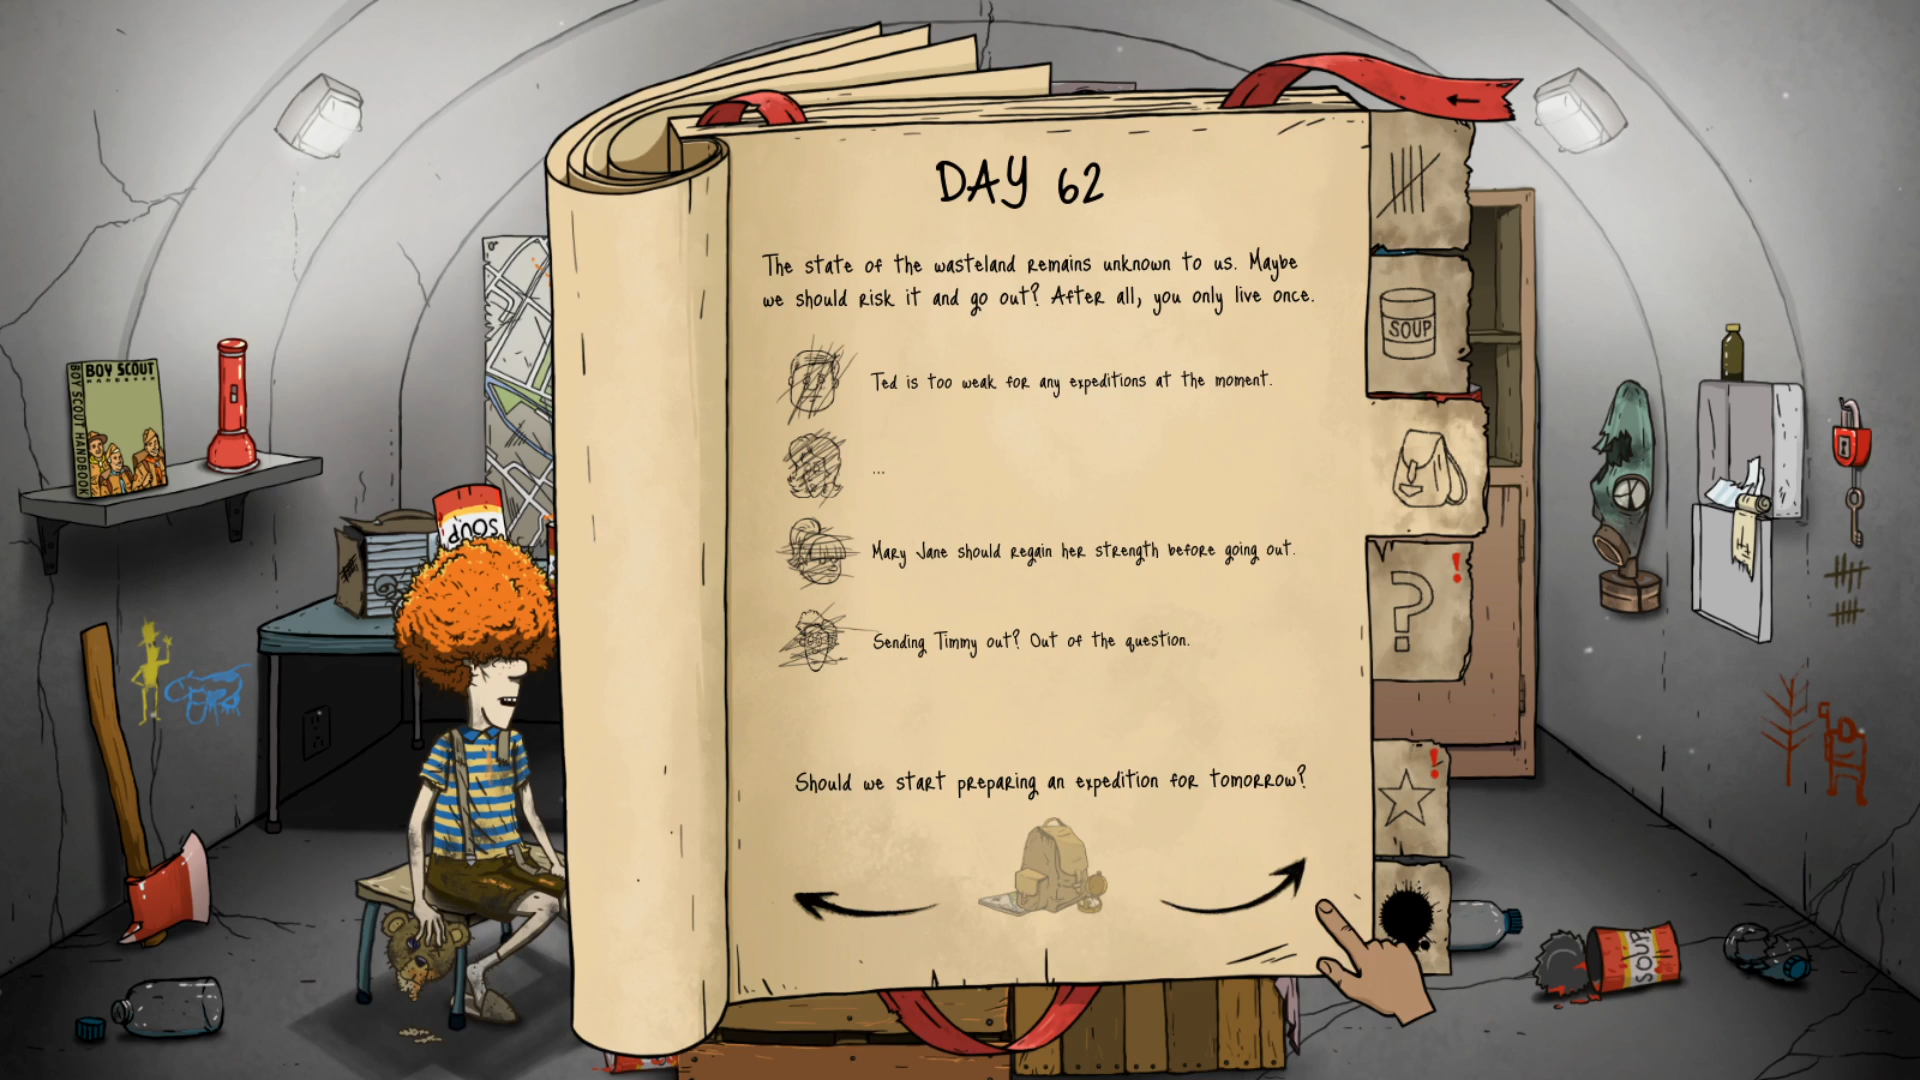 DAY 62
The state of the wasteland remains unknown to us. Maybe
we should risk it and go out? After all, you only live once.
Ted is too weak for any expeditions at the moment.
...
Mary Jane should regain her strength before going out.
Sending Timmy out? Out of the question.
Should we start preparing an expedition for tomorrow?
SOUP
?
!
!
BOY SCOUT
HANDBOOK
BOY SCOUT HANDBOOK
SOUP
SOUP
0°